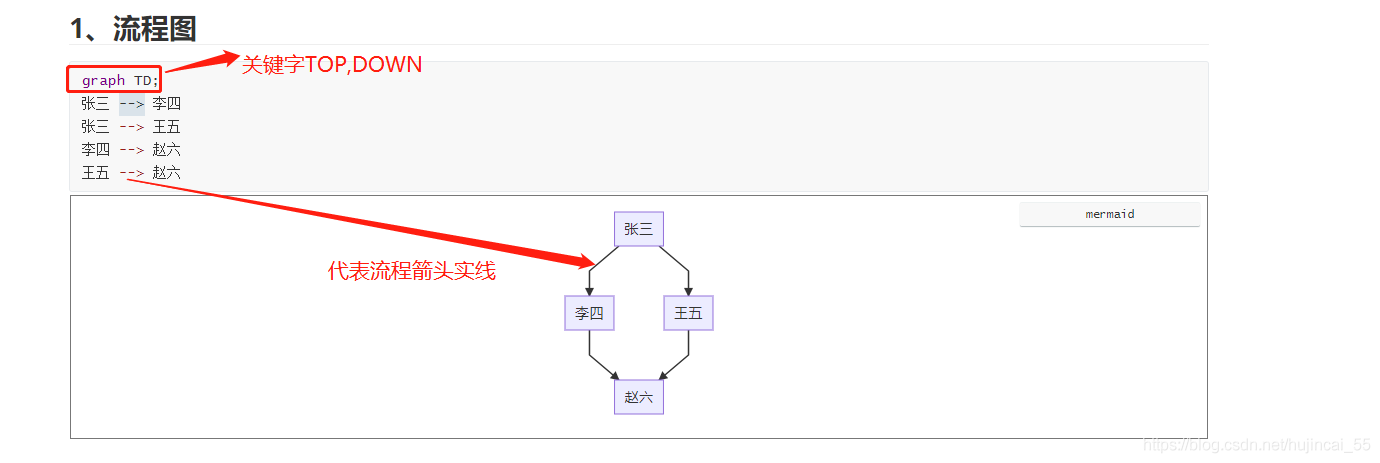 1、流程图
graph TD;
关键字TOP,DOWN
张三 --> 李四
张三 --> 王五
李四 --> 赵六
王五 --> 赵六
mermaid
张三
代表流程箭头实线
李四
王五
赵六
https://blog.csdn.net/hujincai_55